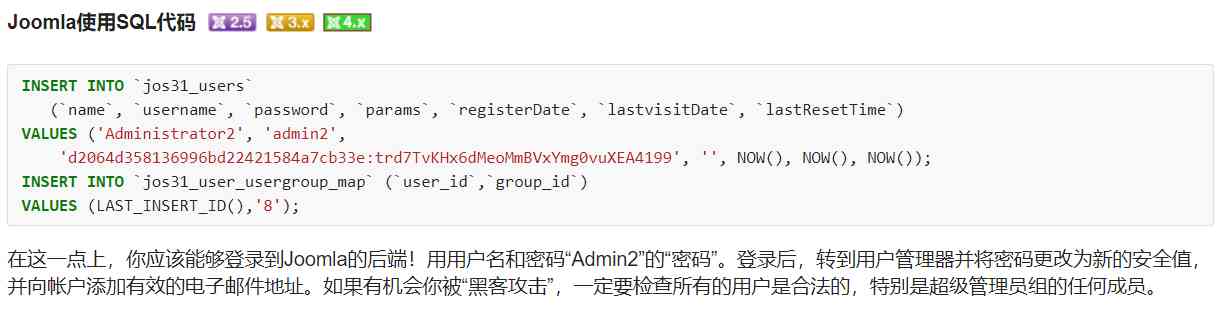 Joomla使用SQL代码 2.5 3.x 4.x
INSERT INTO `jos31_users`
(`name`, `username`, `password`, `params`, `registerDate`, `lastvisitDate`, `lastResetTime`)
VALUES ('Administrator2', 'admin2',
'd2064d358136996bd22421584a7cb33e:trd7TvKHx6dMeoMmBVxYmg0vuXEA4199', '', NOW(), NOW(), NOW());
INSERT INTO `jos31_user_usergroup_map` (`user_id`,`group_id`)
VALUES (LAST_INSERT_ID(),'8');
在这一点上，你应该能够登录到Joomla的后端！用用户名和密码“Admin2”的“密码”。登录后，转到用户管理器并将密码更改为新的安全值，
并向帐户添加有效的电子邮件地址。如果有机会你被“黑客攻击”，一定要检查所有的用户是合法的，特别是超级管理员组的任何成员。